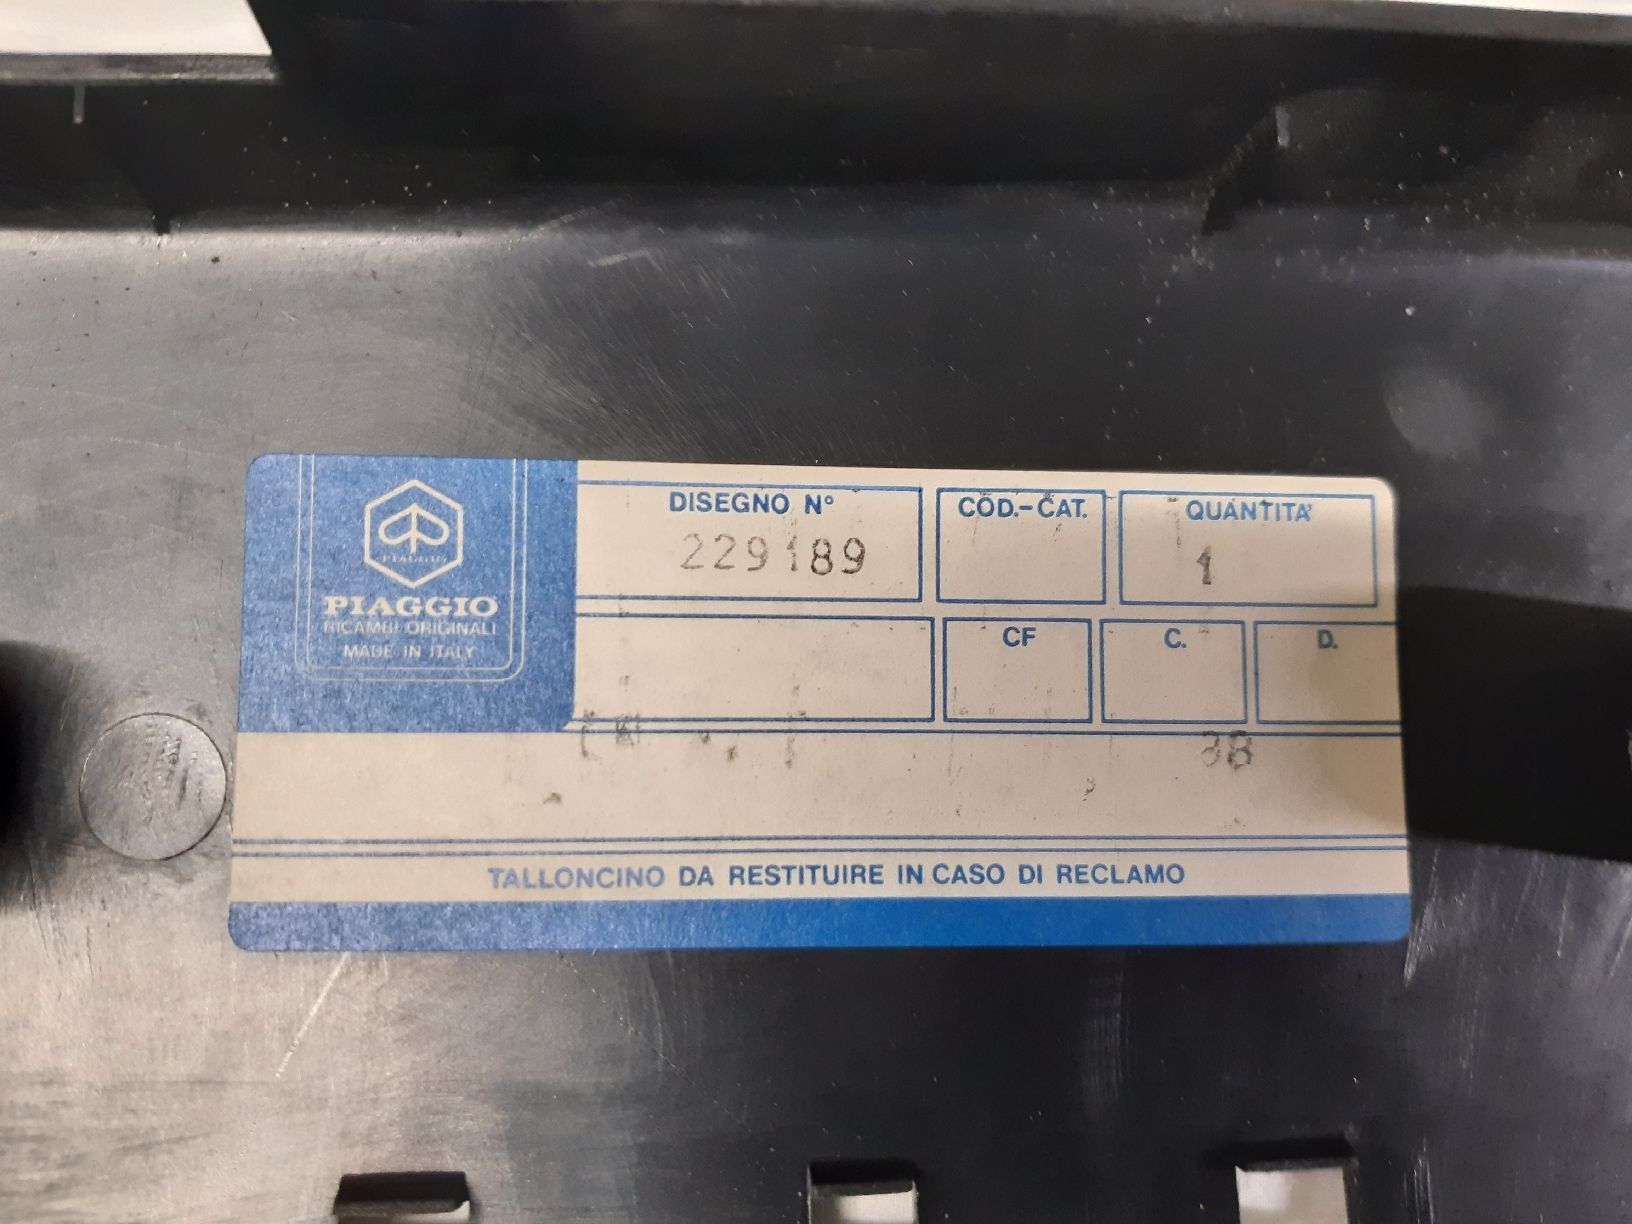 PIAGGIO
PIAGGIO
RICAMBI ORIGINALI
MADE IN ITALY
DISEGNO N°
229189
COD.-CAT.
QUANTITA'
1
CF
C.
D.
TALLONCINO DA RESTITUIRE IN CASO DI RECLAMO